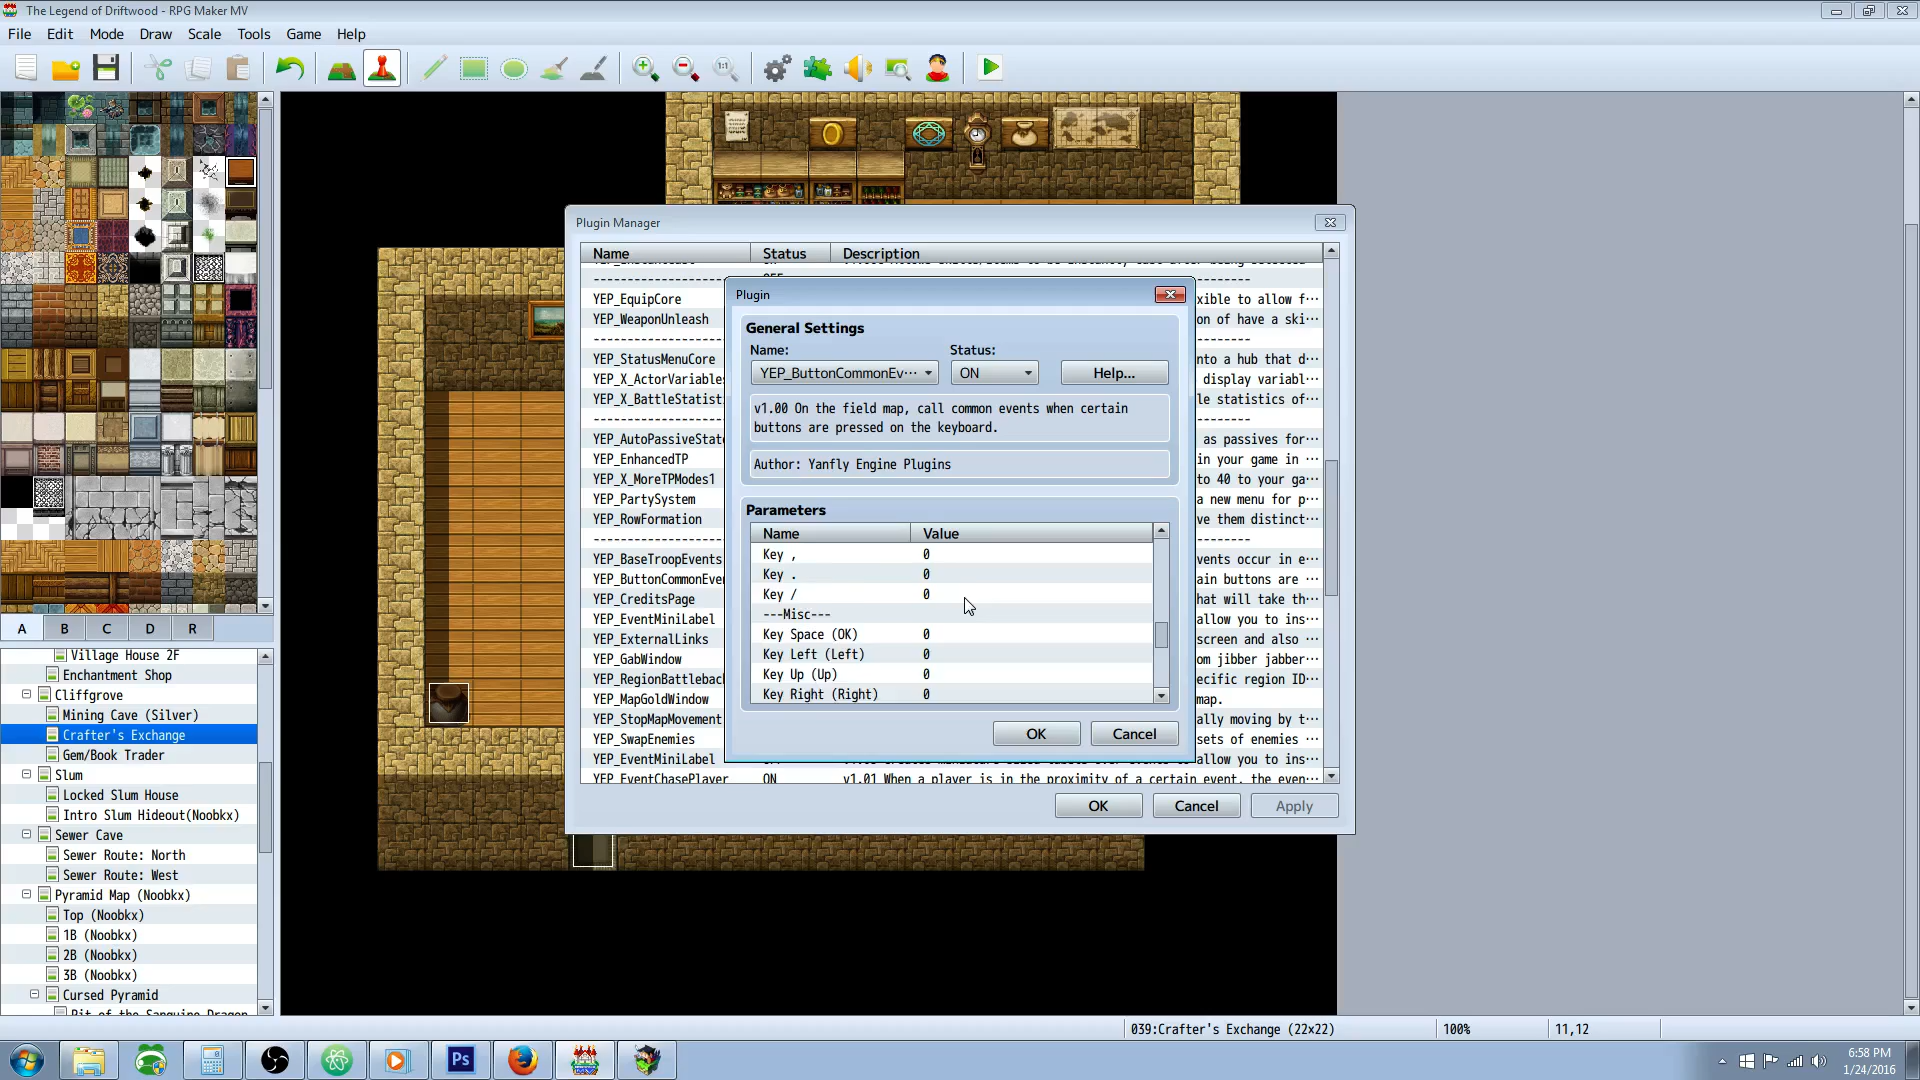 The Legend of Driftwood - RPG Maker MV
File Edit Mode Draw Scale Tools Game Help
1:1
A B C D R
Village House 2F
Enchantment Shop
Cliffgrove
Mining Cave (Silver)
Crafter's Exchange
Gem/Book Trader
Slum
Locked Slum House
Intro Slum Hideout(Noobkx)
Sewer Cave
Sewer Route: North
Sewer Route: West
Pyramid Map (Noobkx)
Top (Noobkx)
1B (Noobkx)
2B (Noobkx)
3B (Noobkx)
Cursed Pyramid
Pit of the Sanguine Dragon
Plugin Manager
Name Status Description
YEP_EquipCore xible to allow f···
YEP_WeaponUnleash on of have a ski···
YEP_StatusMenuCore nto a hub that d···
YEP_X_ActorVariables display variabl···
YEP_X_BattleStatist le statistics of···
YEP_AutoPassiveState as passives for···
YEP_EnhancedTP in your game in ···
YEP_X_MoreTPModes1 to 40 to your ga···
YEP_PartySystem a new menu for p···
YEP_RowFormation ve them distinct···
YEP_BaseTroopEvents vents occur in e···
YEP_ButtonCommonEve ain buttons are ···
YEP_CreditsPage hat will take th···
YEP_EventMiniLabel allow you to ins···
YEP_ExternalLinks screen and also ···
YEP_GabWindow om jibber jabber···
YEP_RegionBattleback ecific region ID···
YEP_MapGoldWindow map.
YEP_StopMapMovement ally moving by t···
YEP_SwapEnemies sets of enemies ···
YEP_EventMiniLabel allow you to ins···
YEP_EventChasePlayer ON v1.01 When a player is in the proximity of a certain event, the even···
OK Cancel Apply
Plugin
General Settings
Name: Status:
YEP_ButtonCommonEv··· ON Help...
v1.00 On the field map, call common events when certain
buttons are pressed on the keyboard.
Author: Yanfly Engine Plugins
Parameters
Name Value
Key , 0
Key . 0
Key / 0
---Misc---
Key Space (OK) 0
Key Left (Left) 0
Key Up (Up) 0
Key Right (Right) 0
OK Cancel
039:Crafter's Exchange (22x22) 100% 11,12
Ps
6:58 PM
1/24/2016